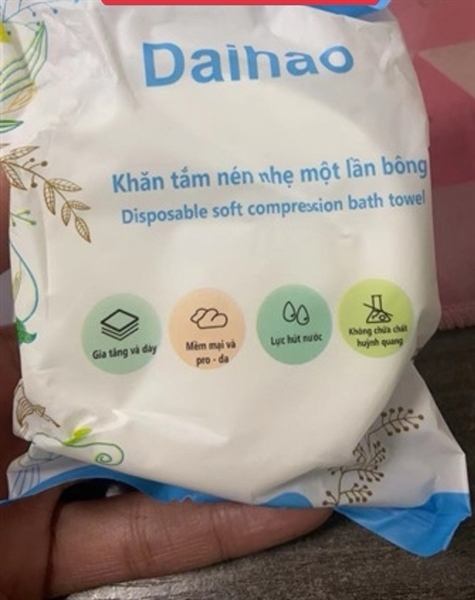 Daihao
Khăn tắm nén nhẹ một lần bông
Disposable soft compression bath towel
Gia tăng và dày
Mềm mại và
pro - da
Lực hút nước
Không chứa chất
huỳnh quang